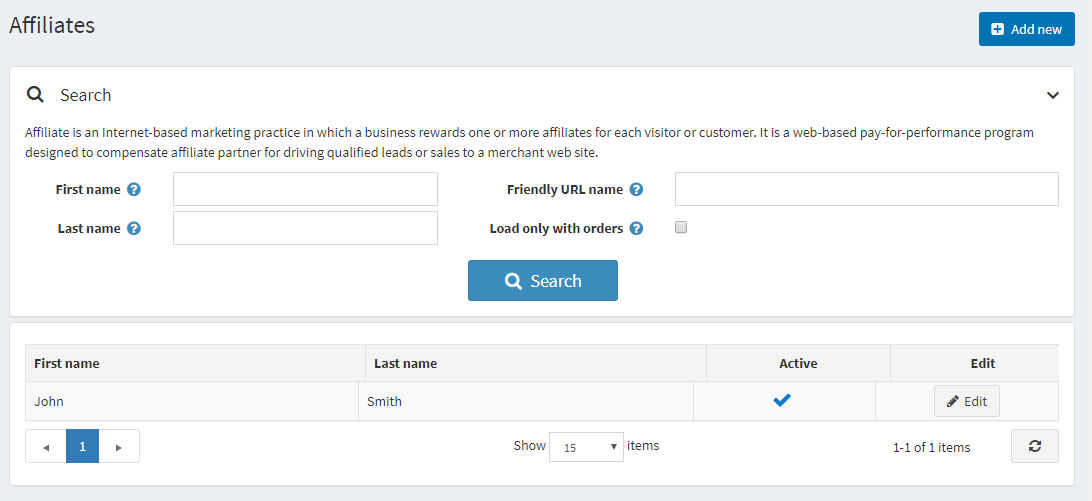 Affiliates
Add new
Search
Affiliate is an Internet-based marketing practice in which a business rewards one or more affiliates for each visitor or customer. It is a web-based pay-for-performance program
designed to compensate affiliate partner for driving qualified leads or sales to a merchant web site.
First name ? Friendly URL name ?
Last name ? Load only with orders ?
Search
First name Last name Active Edit
John Smith Edit
1 Show 15 items 1-1 of 1 items